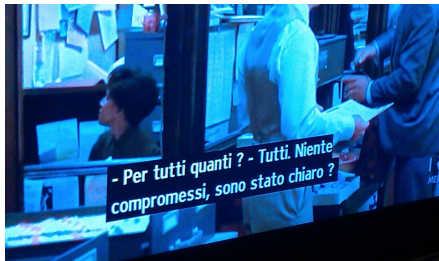 - Per tutti quanti ? - Tutti. Niente
compromessi, sono stato chiaro ?